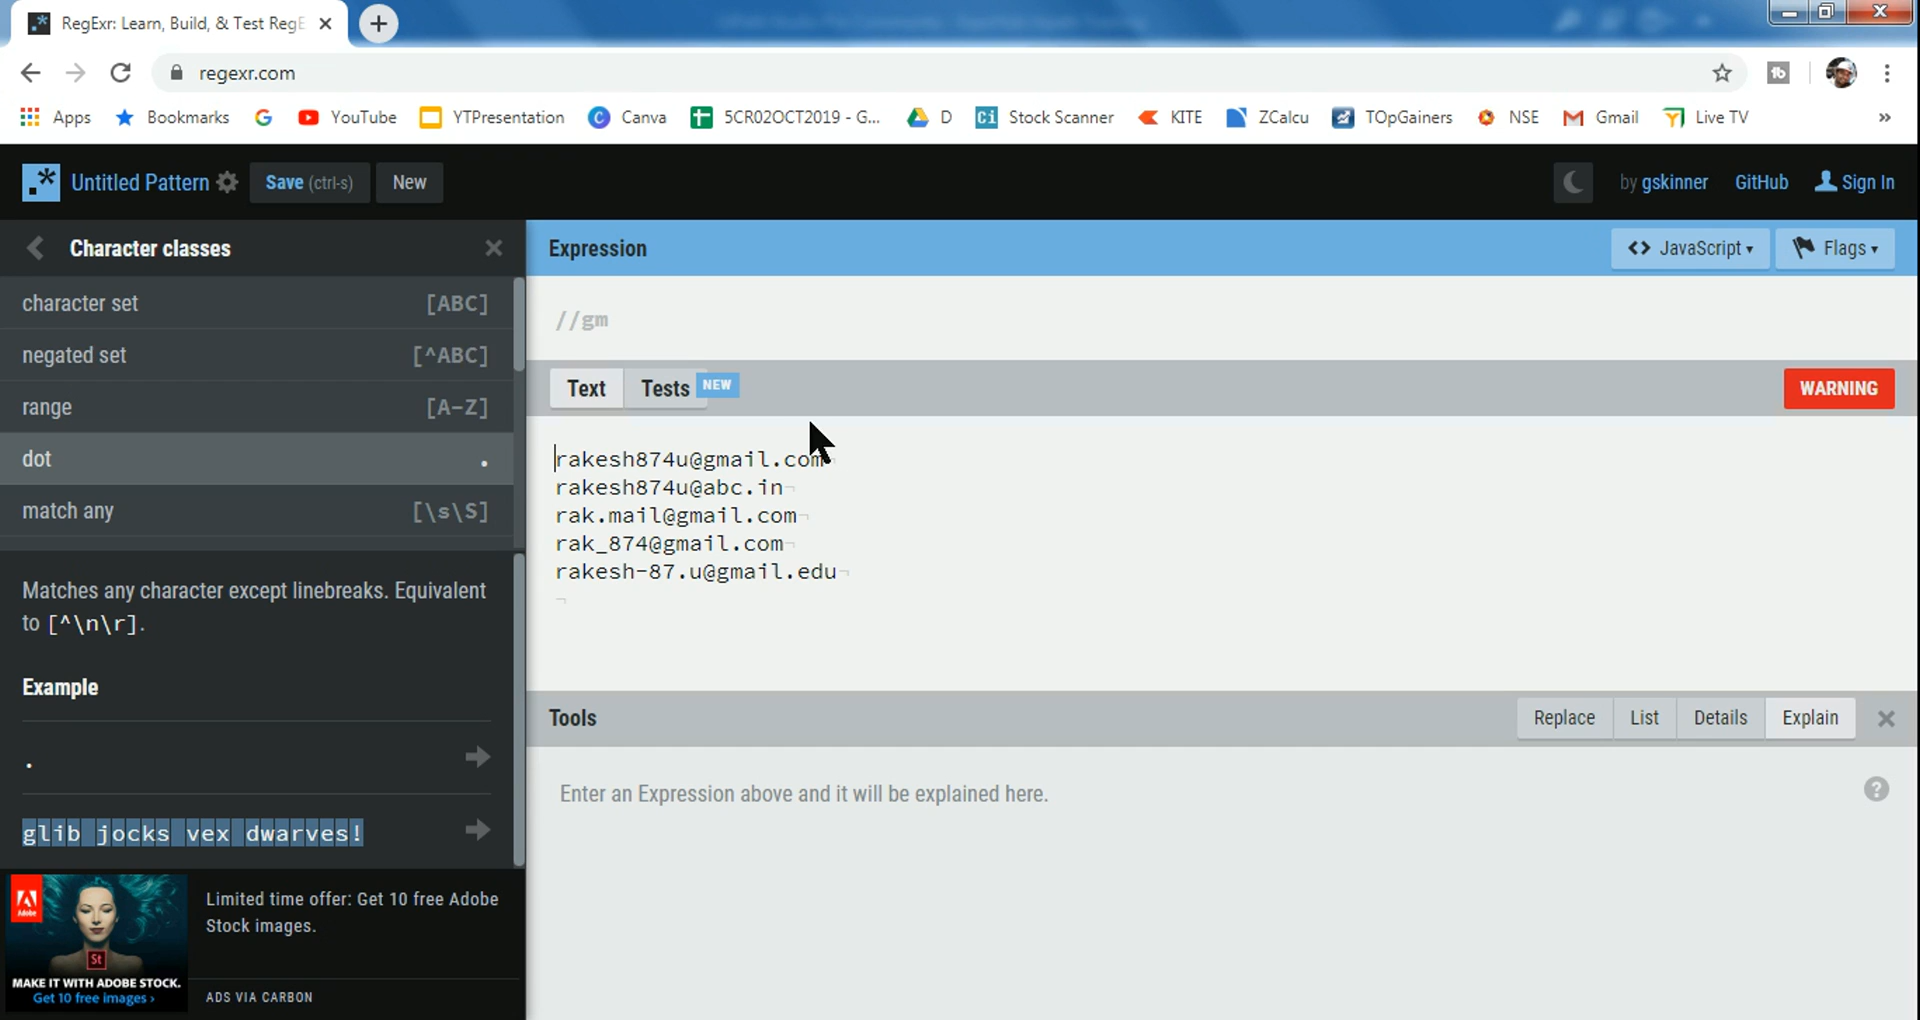 RegExr: Learn, Build, & Test RegE
regexr.com
Apps Bookmarks YouTube YTPresentation Canva 5CR02OCT2019 - G... D Stock Scanner KITE ZCalcu TOpGainers NSE Gmail Live TV »
.* Untitled Pattern Save (ctrl-s) New by gskinner GitHub Sign In
Character classes
character set [ABC]
negated set [^ABC]
range [A-Z]
dot .
match any [\s\S]
Matches any character except linebreaks. Equivalent
to [^\n\r].
Example
.
glib jocks vex dwarves!
Adobe
St
MAKE IT WITH ADOBE STOCK.
Get 10 free images ›
Limited time offer: Get 10 free Adobe
Stock images.
ADS VIA CARBON
Expression <> JavaScript Flags
//gm
Text Tests NEW WARNING
rakesh874u@gmail.com
rakesh874u@abc.in¬
rak.mail@gmail.com¬
rak_874@gmail.com¬
rakesh-87.u@gmail.edu¬
¬
Tools Replace List Details Explain
Enter an Expression above and it will be explained here. ?